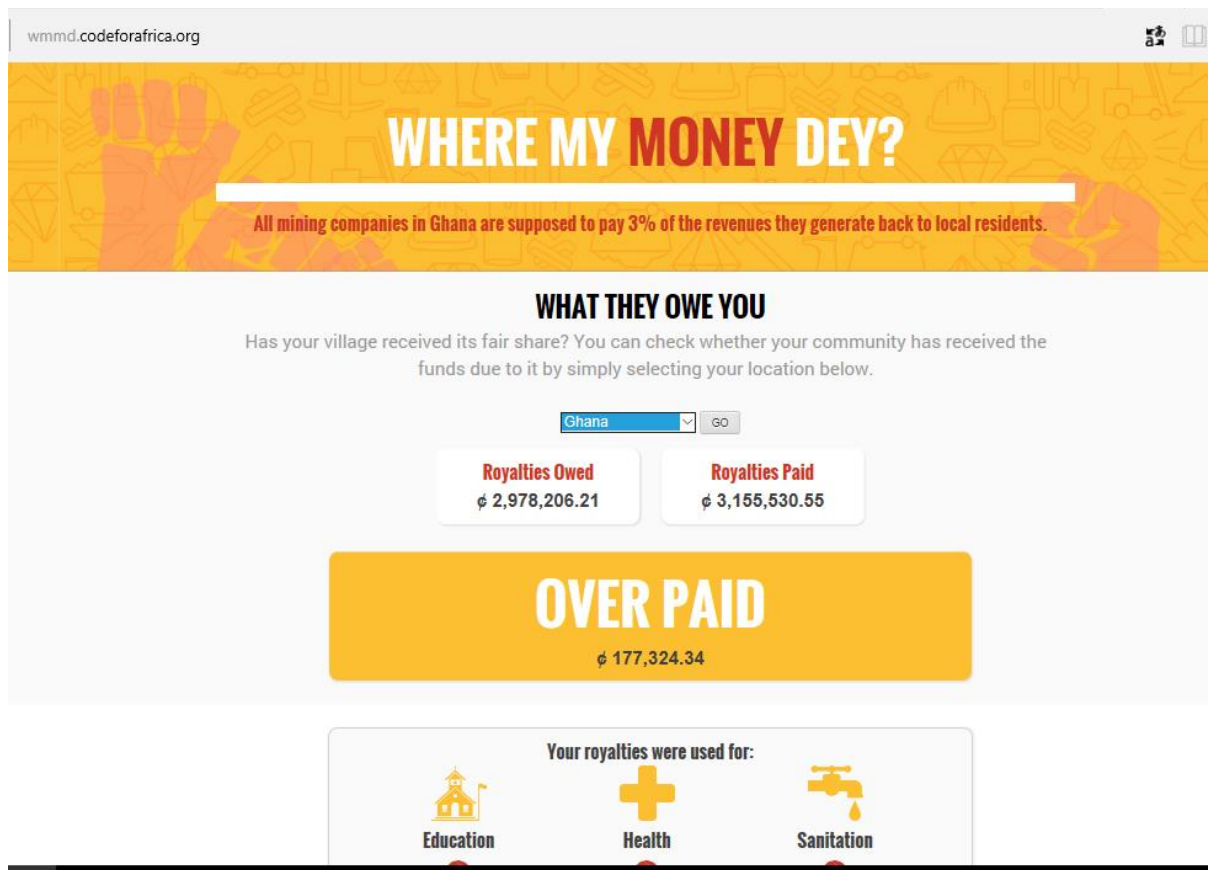 wmmd.codeforafrica.org
WHERE MY MONEY DEY?
All mining companies in Ghana are supposed to pay 3% of the revenues they generate back to local residents.
WHAT THEY OWE YOU
Has your village received its fair share? You can check whether your community has received the
funds due to it by simply selecting your location below.
Ghana GO
Royalties Owed Royalties Paid
₵ 2,978,206.21 ₵ 3,155,530.55
OVER PAID
₵ 177,324.34
Your royalties were used for:
Education Health Sanitation